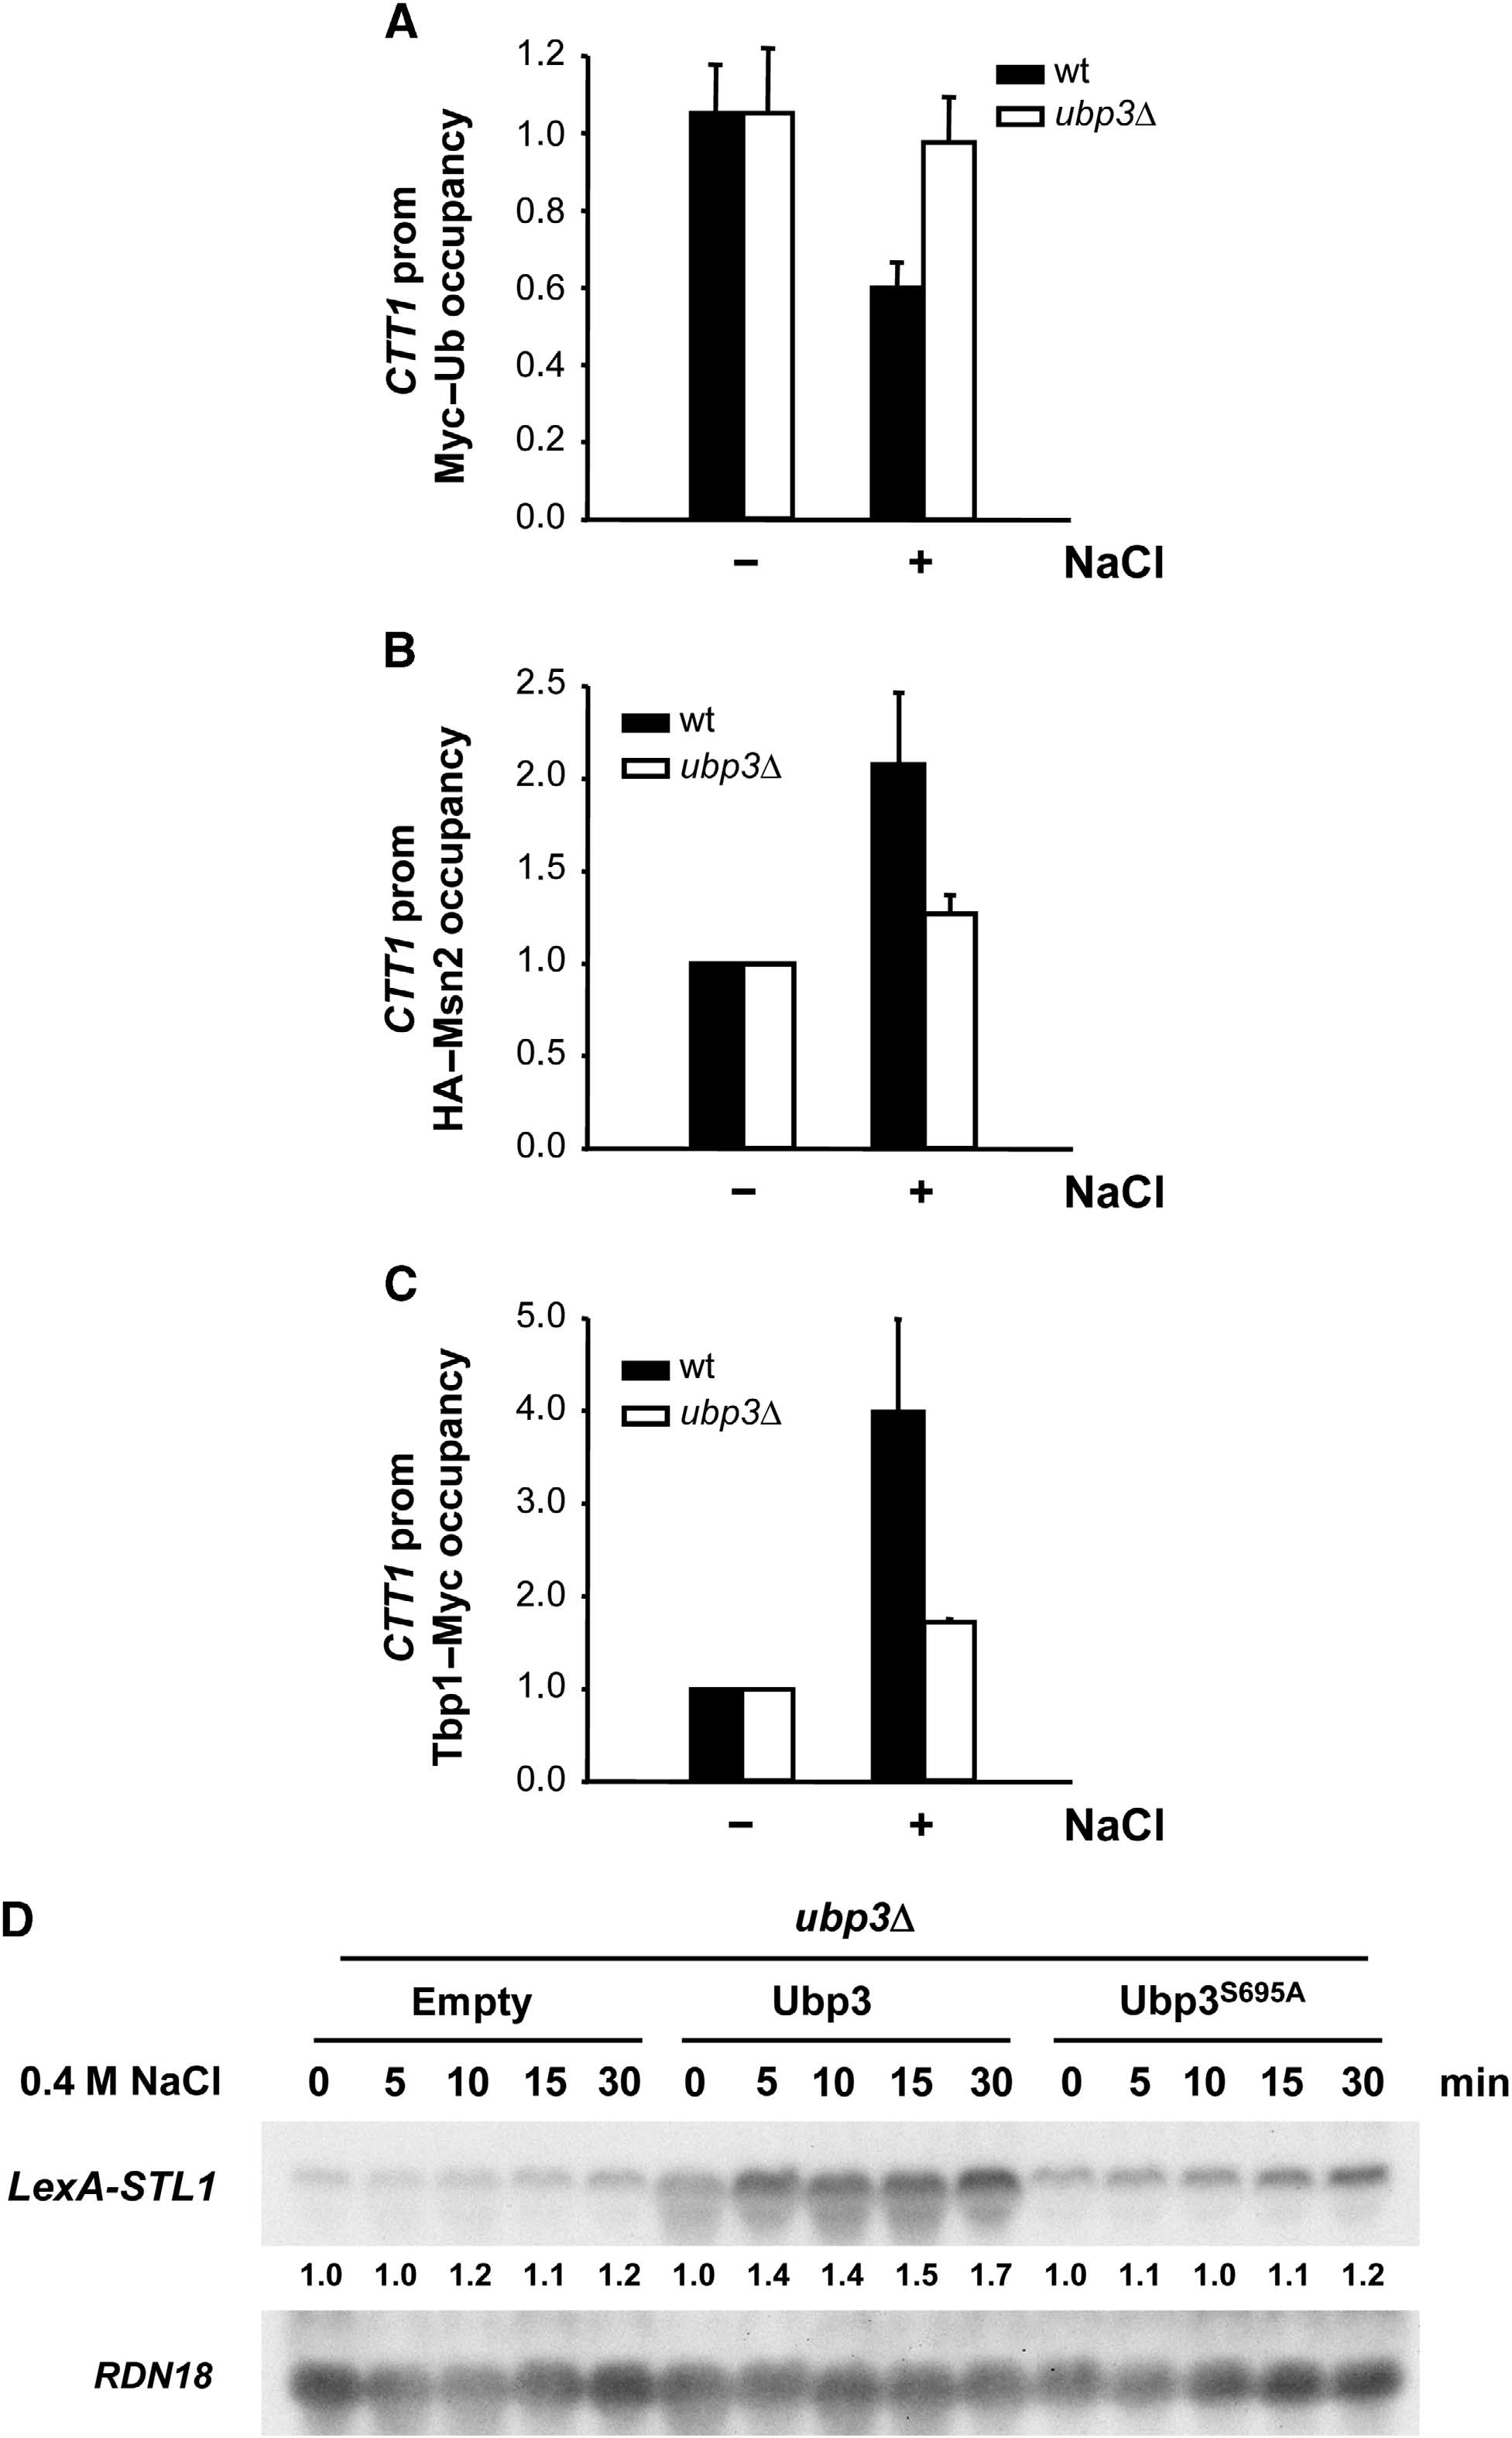 A
CTT1 prom
Myc–Ub occupancy
1.2
1.0
0.8
0.6
0.4
0.2
0.0
wt
ubp3Δ
– + NaCl
B
CTT1 prom
HA–Msn2 occupancy
2.5
2.0
1.5
1.0
0.5
0.0
wt
ubp3Δ
– + NaCl
C
CTT1 prom
Tbp1–Myc occupancy
5.0
4.0
3.0
2.0
1.0
0.0
wt
ubp3Δ
– + NaCl
D
ubp3Δ
Empty Ubp3 Ubp3S695A
0.4 M NaCl 0 5 10 15 30 0 5 10 15 30 0 5 10 15 30 min
LexA-STL1
1.0 1.0 1.2 1.1 1.2 1.0 1.4 1.4 1.5 1.7 1.0 1.1 1.0 1.1 1.2
RDN18